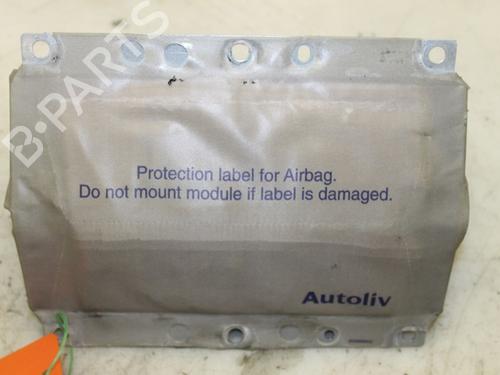 B-PARTS
Protection label for Airbag.
Do not mount module if label is damaged.
Autoliv